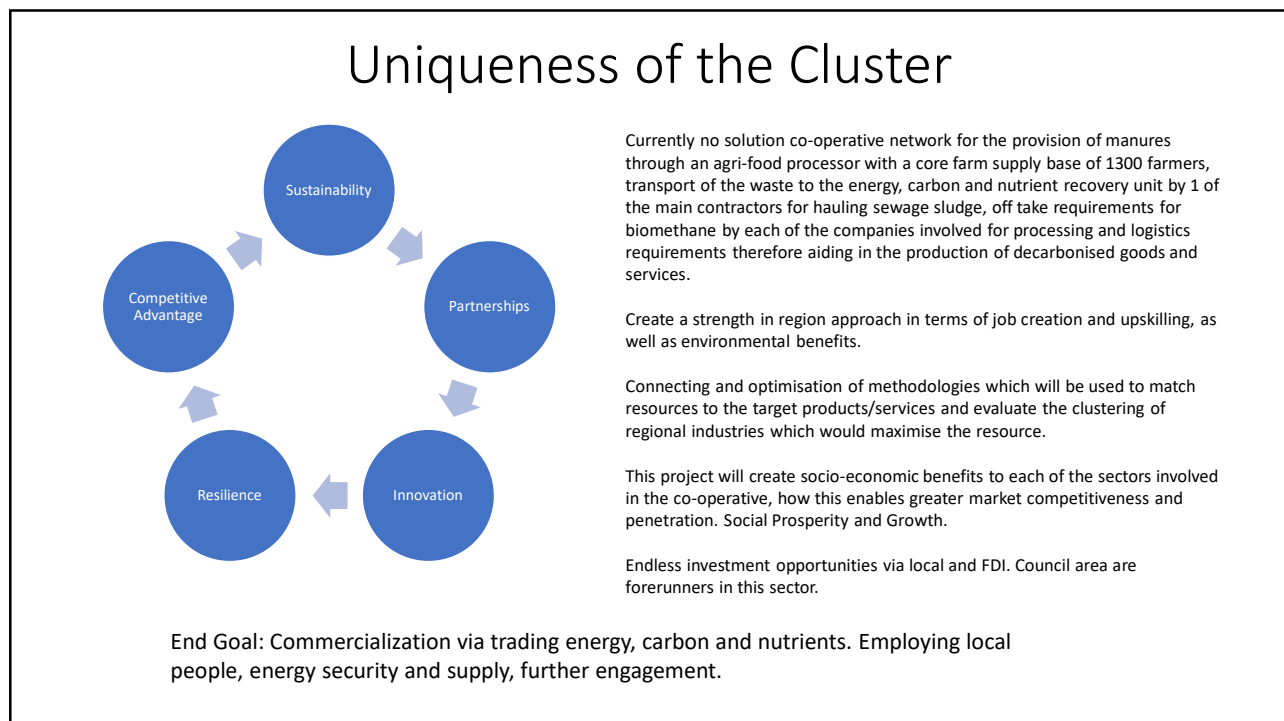 Uniqueness of the Cluster
Sustainability
Partnerships
Innovation
Resilience
Competitive
Advantage
Currently no solution co-operative network for the provision of manures
through an agri-food processor with a core farm supply base of 1300 farmers,
transport of the waste to the energy, carbon and nutrient recovery unit by 1 of
the main contractors for hauling sewage sludge, off take requirements for
biomethane by each of the companies involved for processing and logistics
requirements therefore aiding in the production of decarbonised goods and
services.
Create a strength in region approach in terms of job creation and upskilling, as
well as environmental benefits.
Connecting and optimisation of methodologies which will be used to match
resources to the target products/services and evaluate the clustering of
regional industries which would maximise the resource.
This project will create socio-economic benefits to each of the sectors involved
in the co-operative, how this enables greater market competitiveness and
penetration. Social Prosperity and Growth.
Endless investment opportunities via local and FDI. Council area are
forerunners in this sector.
End Goal: Commercialization via trading energy, carbon and nutrients. Employing local
people, energy security and supply, further engagement.